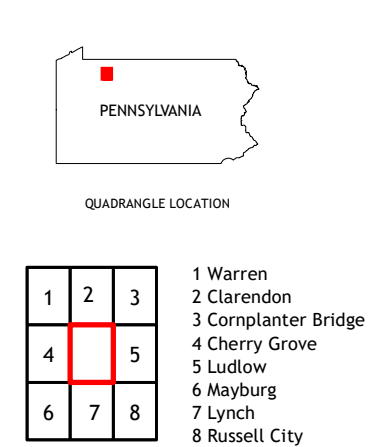 PENNSYLVANIA
QUADRANGLE LOCATION
1 2 3
4 5
6 7 8
1 Warren
2 Clarendon
3 Cornplanter Bridge
4 Cherry Grove
5 Ludlow
6 Mayburg
7 Lynch
8 Russell City